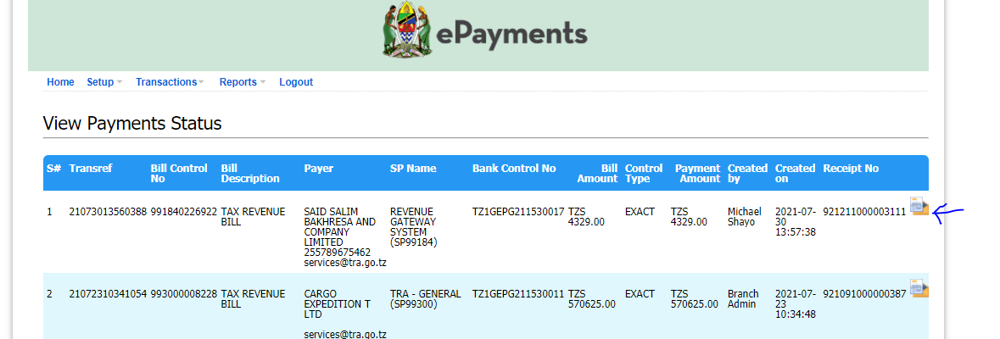 ePayments
Home Setup Transactions Reports Logout
View Payments Status
S# Transref Bill Control No Bill Description Payer SP Name Bank Control No Bill Amount Control Type Payment Amount Created by Created on Receipt No
1 21073013560388 991840226922 TAX REVENUE BILL SAID SALIM BAKHRESA AND COMPANY LIMITED 255789675462 services@tra.go.tz REVENUE GATEWAY SYSTEM (SP99184) TZ1GEPG211530017 TZS 4329.00 EXACT TZS 4329.00 Michael Shayo 2021-07-30 13:57:38 921211000003111
2 21072310341054 993000008228 TAX REVENUE BILL CARGO EXPEDITION T LTD services@tra.go.tz TRA - GENERAL (SP99300) TZ1GEPG211530011 TZS 570625.00 EXACT TZS 570625.00 Branch Admin 2021-07-23 10:34:48 921091000000387